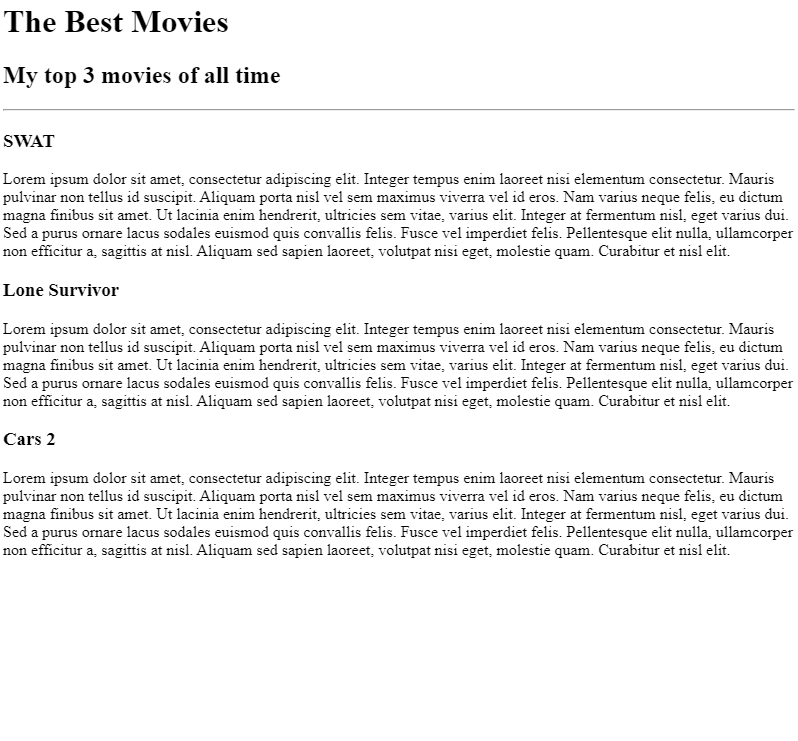 The Best Movies
My top 3 movies of all time
SWAT
Lorem ipsum dolor sit amet, consectetur adipiscing elit. Integer tempus enim laoreet nisi elementum consectetur. Mauris
pulvinar non tellus id suscipit. Aliquam porta nisl vel sem maximus viverra vel id eros. Nam varius neque felis, eu dictum
magna finibus sit amet. Ut lacinia enim hendrerit, ultricies sem vitae, varius elit. Integer at fermentum nisl, eget varius dui.
Sed a purus ornare lacus sodales euismod quis convallis felis. Fusce vel imperdiet felis. Pellentesque elit nulla, ullamcorper
non efficitur a, sagittis at nisl. Aliquam sed sapien laoreet, volutpat nisi eget, molestie quam. Curabitur et nisl elit.
Lone Survivor
Lorem ipsum dolor sit amet, consectetur adipiscing elit. Integer tempus enim laoreet nisi elementum consectetur. Mauris
pulvinar non tellus id suscipit. Aliquam porta nisl vel sem maximus viverra vel id eros. Nam varius neque felis, eu dictum
magna finibus sit amet. Ut lacinia enim hendrerit, ultricies sem vitae, varius elit. Integer at fermentum nisl, eget varius dui.
Sed a purus ornare lacus sodales euismod quis convallis felis. Fusce vel imperdiet felis. Pellentesque elit nulla, ullamcorper
non efficitur a, sagittis at nisl. Aliquam sed sapien laoreet, volutpat nisi eget, molestie quam. Curabitur et nisl elit.
Cars 2
Lorem ipsum dolor sit amet, consectetur adipiscing elit. Integer tempus enim laoreet nisi elementum consectetur. Mauris
pulvinar non tellus id suscipit. Aliquam porta nisl vel sem maximus viverra vel id eros. Nam varius neque felis, eu dictum
magna finibus sit amet. Ut lacinia enim hendrerit, ultricies sem vitae, varius elit. Integer at fermentum nisl, eget varius dui.
Sed a purus ornare lacus sodales euismod quis convallis felis. Fusce vel imperdiet felis. Pellentesque elit nulla, ullamcorper
non efficitur a, sagittis at nisl. Aliquam sed sapien laoreet, volutpat nisi eget, molestie quam. Curabitur et nisl elit.